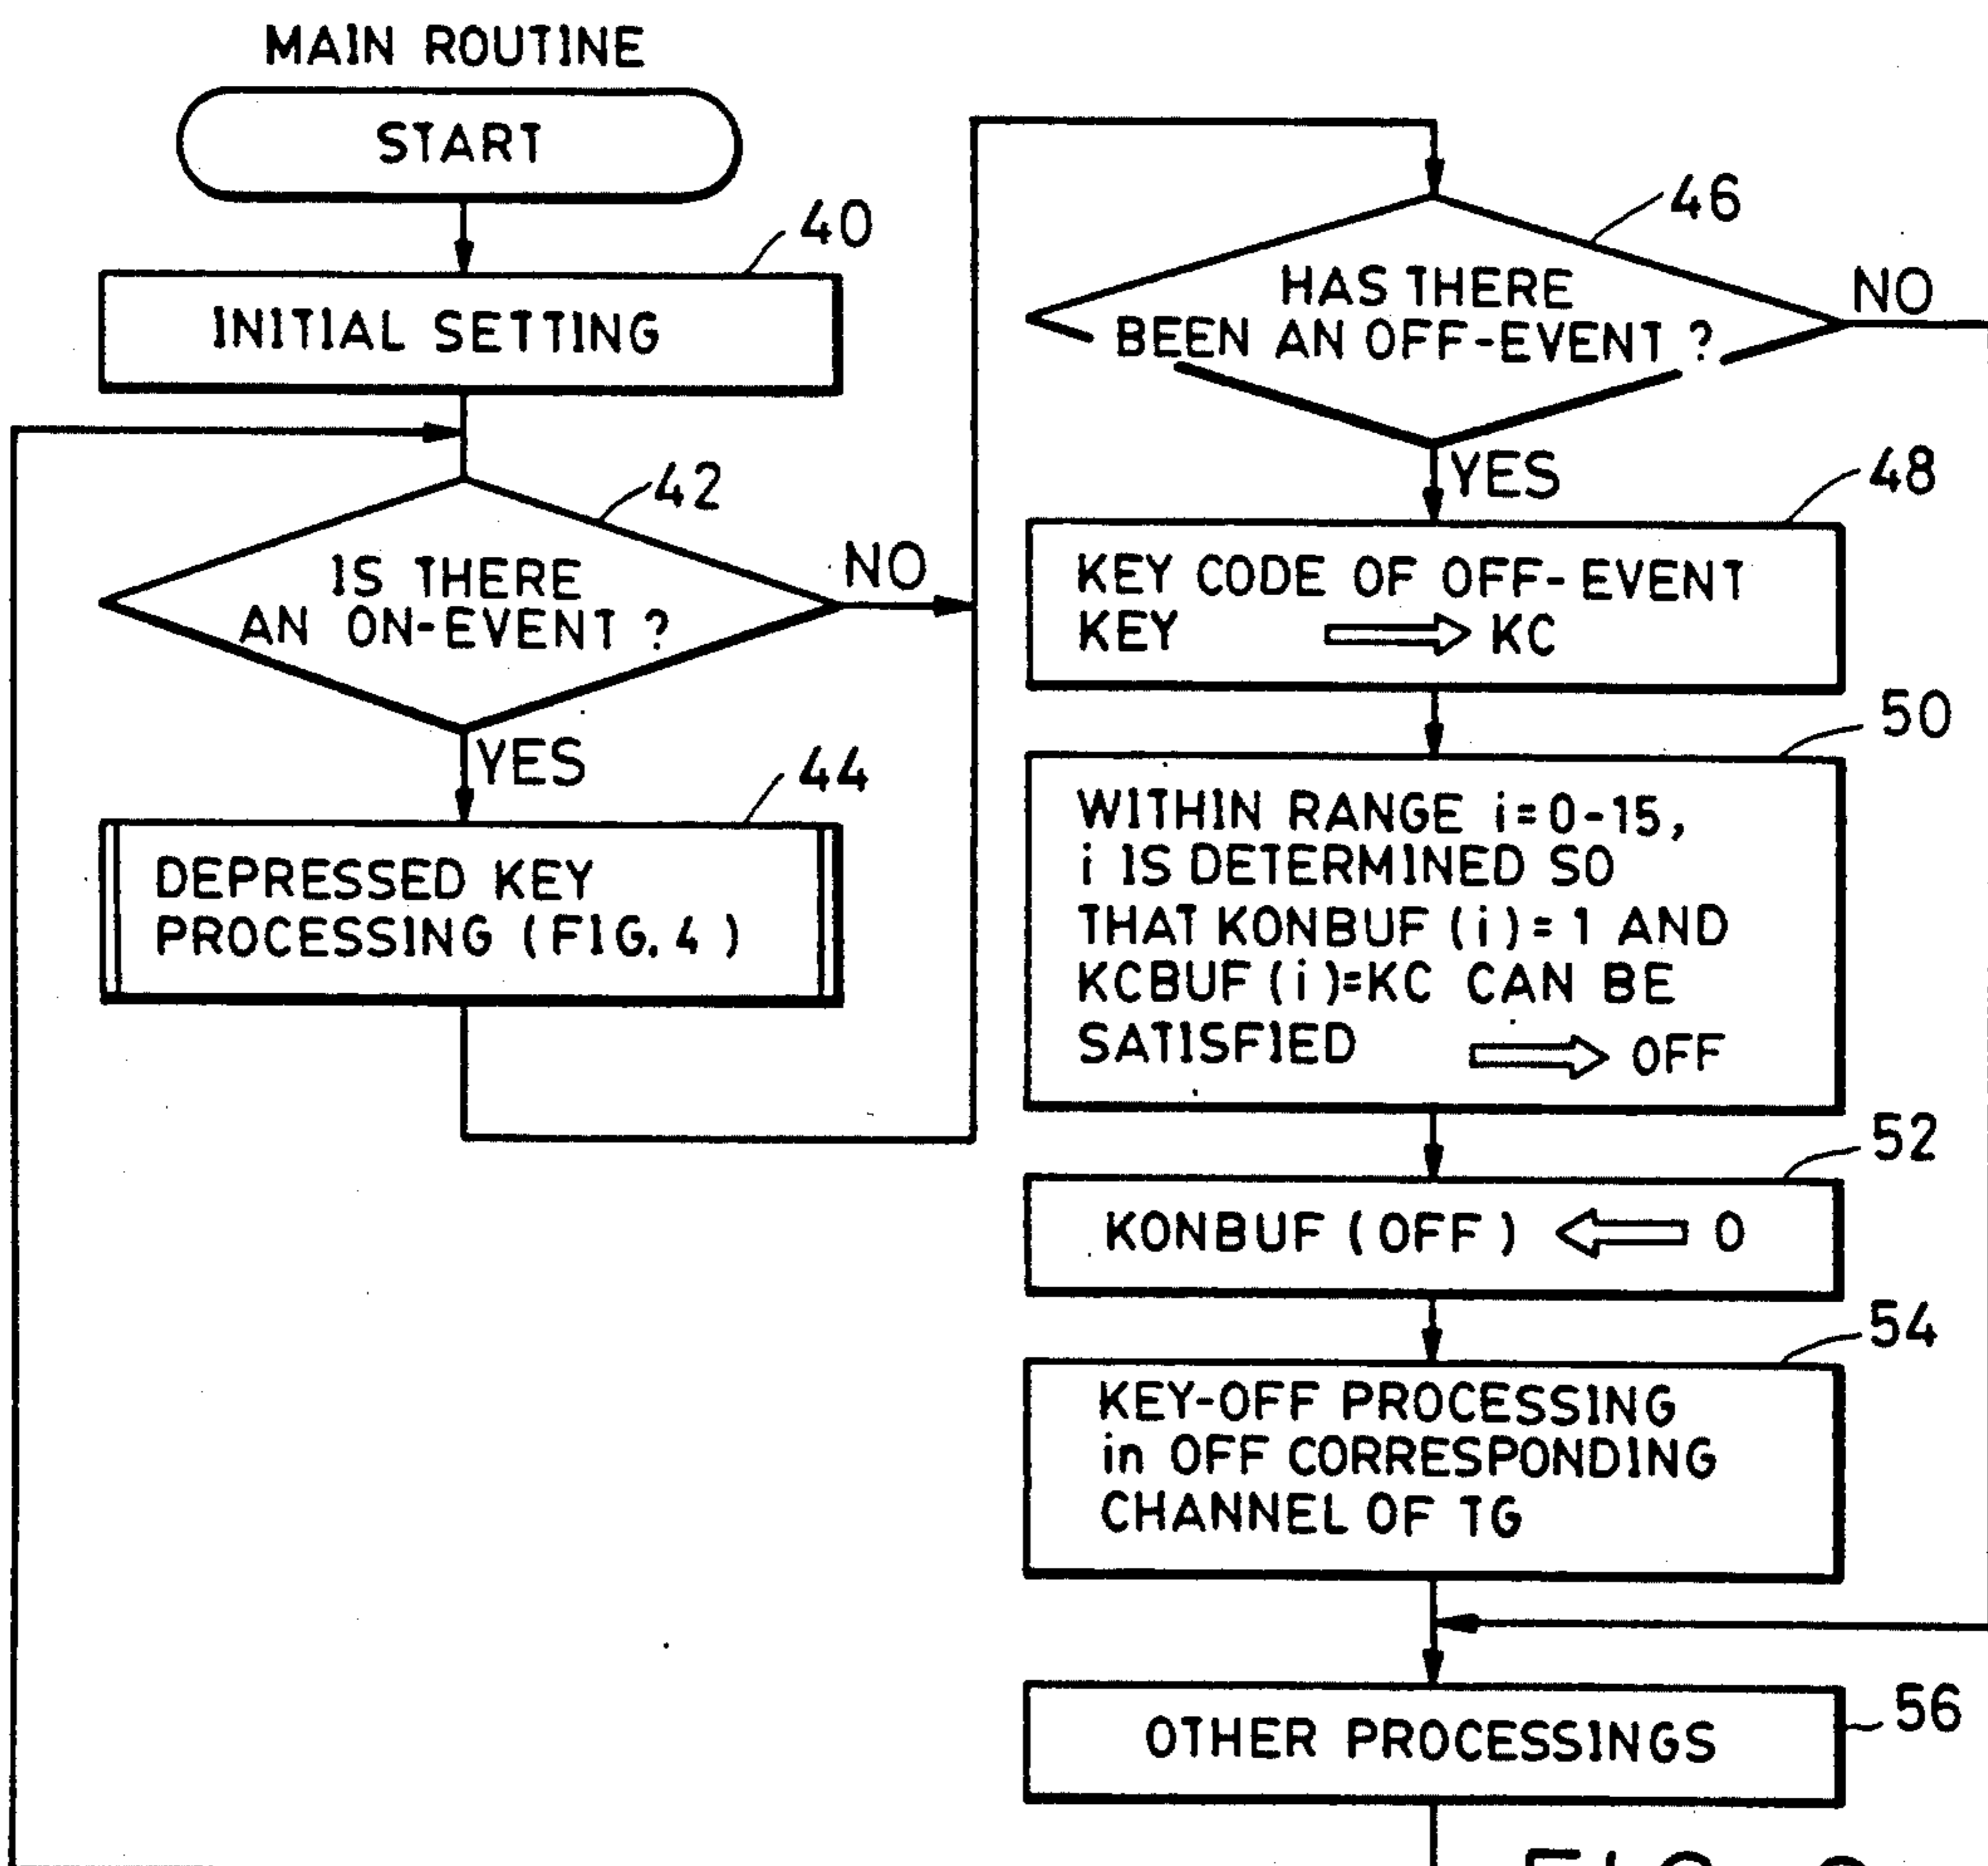 MAIN ROUTINE
START
40
INITIAL SETTING
42
IS THERE
AN ON-EVENT ?
NO
YES
44
DEPRESSED KEY
PROCESSING (FIG. 4)
46
HAS THERE
BEEN AN OFF-EVENT ?
NO
YES
48
KEY CODE OF OFF-EVENT
KEY ⇒ KC
50
WITHIN RANGE i=0-15,
i IS DETERMINED SO
THAT KONBUF (i)= 1 AND
KCBUF (i)=KC CAN BE
SATISFIED ⇒ OFF
52
KONBUF (OFF) ⇐ 0
54
KEY-OFF PROCESSING
in OFF CORRESPONDING
CHANNEL OF TG
56
OTHER PROCESSINGS